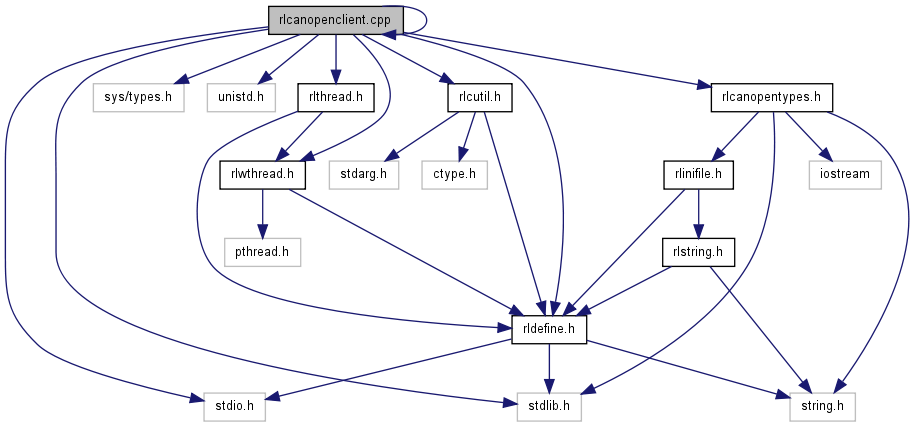 rlcanopenclient.cpp
sys/types.h
unistd.h
rlthread.h
rlcutil.h
rlcanopentypes.h
rlwthread.h
stdarg.h
ctype.h
rlinifile.h
iostream
pthread.h
rlstring.h
rldefine.h
stdio.h
stdlib.h
string.h